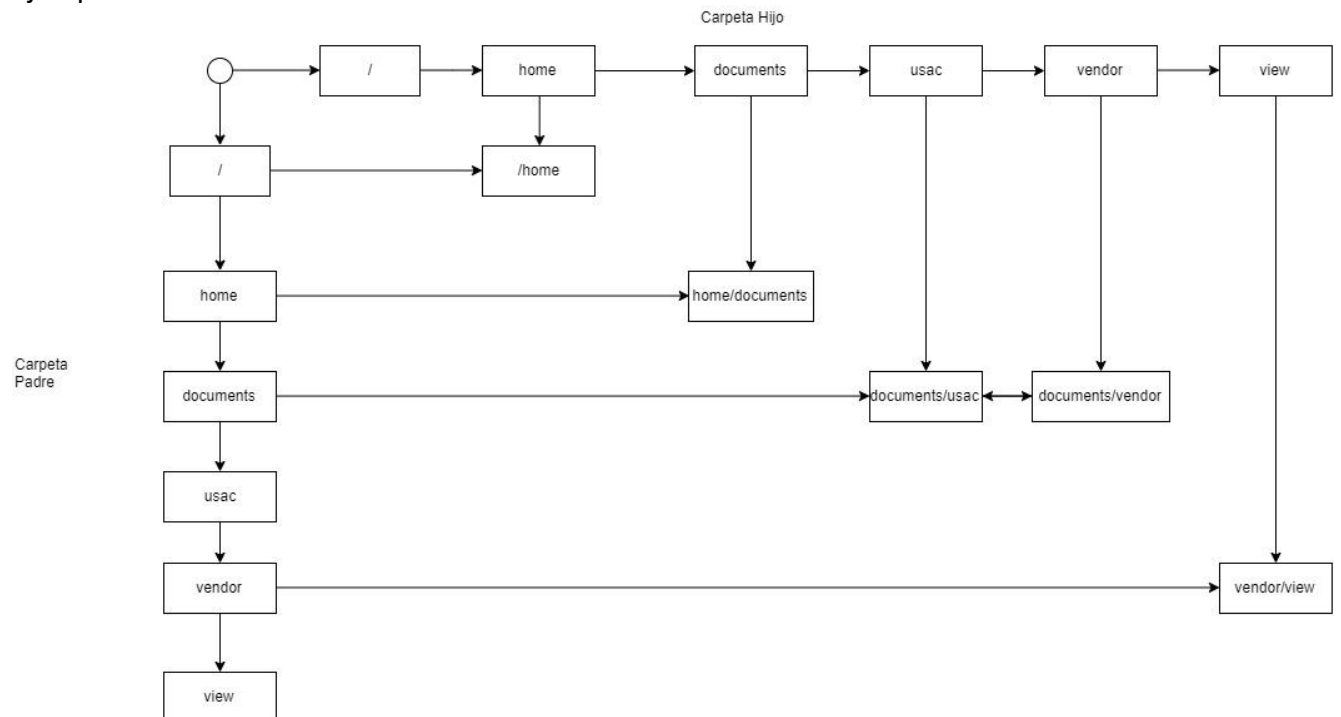 Carpeta Hijo
/
home
documents
usac
vendor
view
/
/home
home
home/documents
Carpeta
Padre
documents
documents/usac
documents/vendor
usac
vendor
vendor/view
view